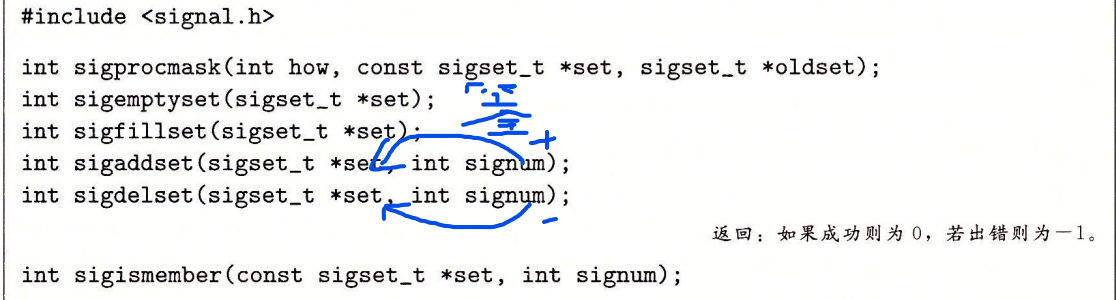 #include <signal.h>
int sigprocmask(int how, const sigset_t *set, sigset_t *oldset);
int sigemptyset(sigset_t *set);
int sigfillset(sigset_t *set);
+
int sigaddset(sigset_t *set, int signum);
int sigdelset(sigset_t *set, int signum);
-
返回：如果成功则为 0，若出错则为－1。
int sigismember(const sigset_t *set, int signum);